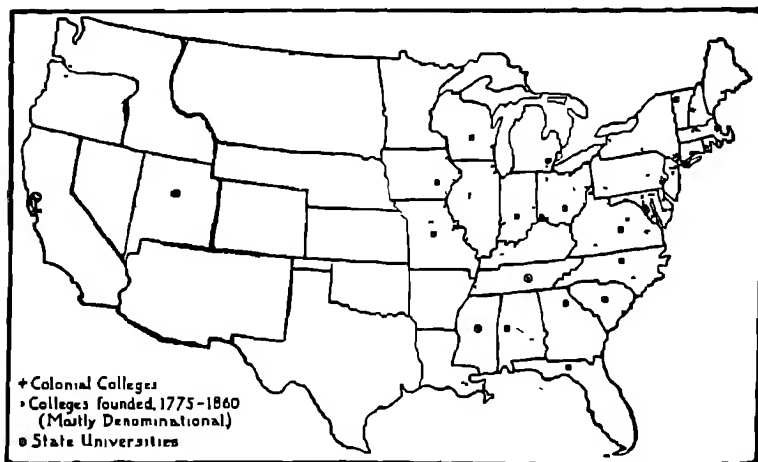 + Colonial Colleges
• Colleges founded, 1775-1860
(Mostly Denominational)
◘ State Universities